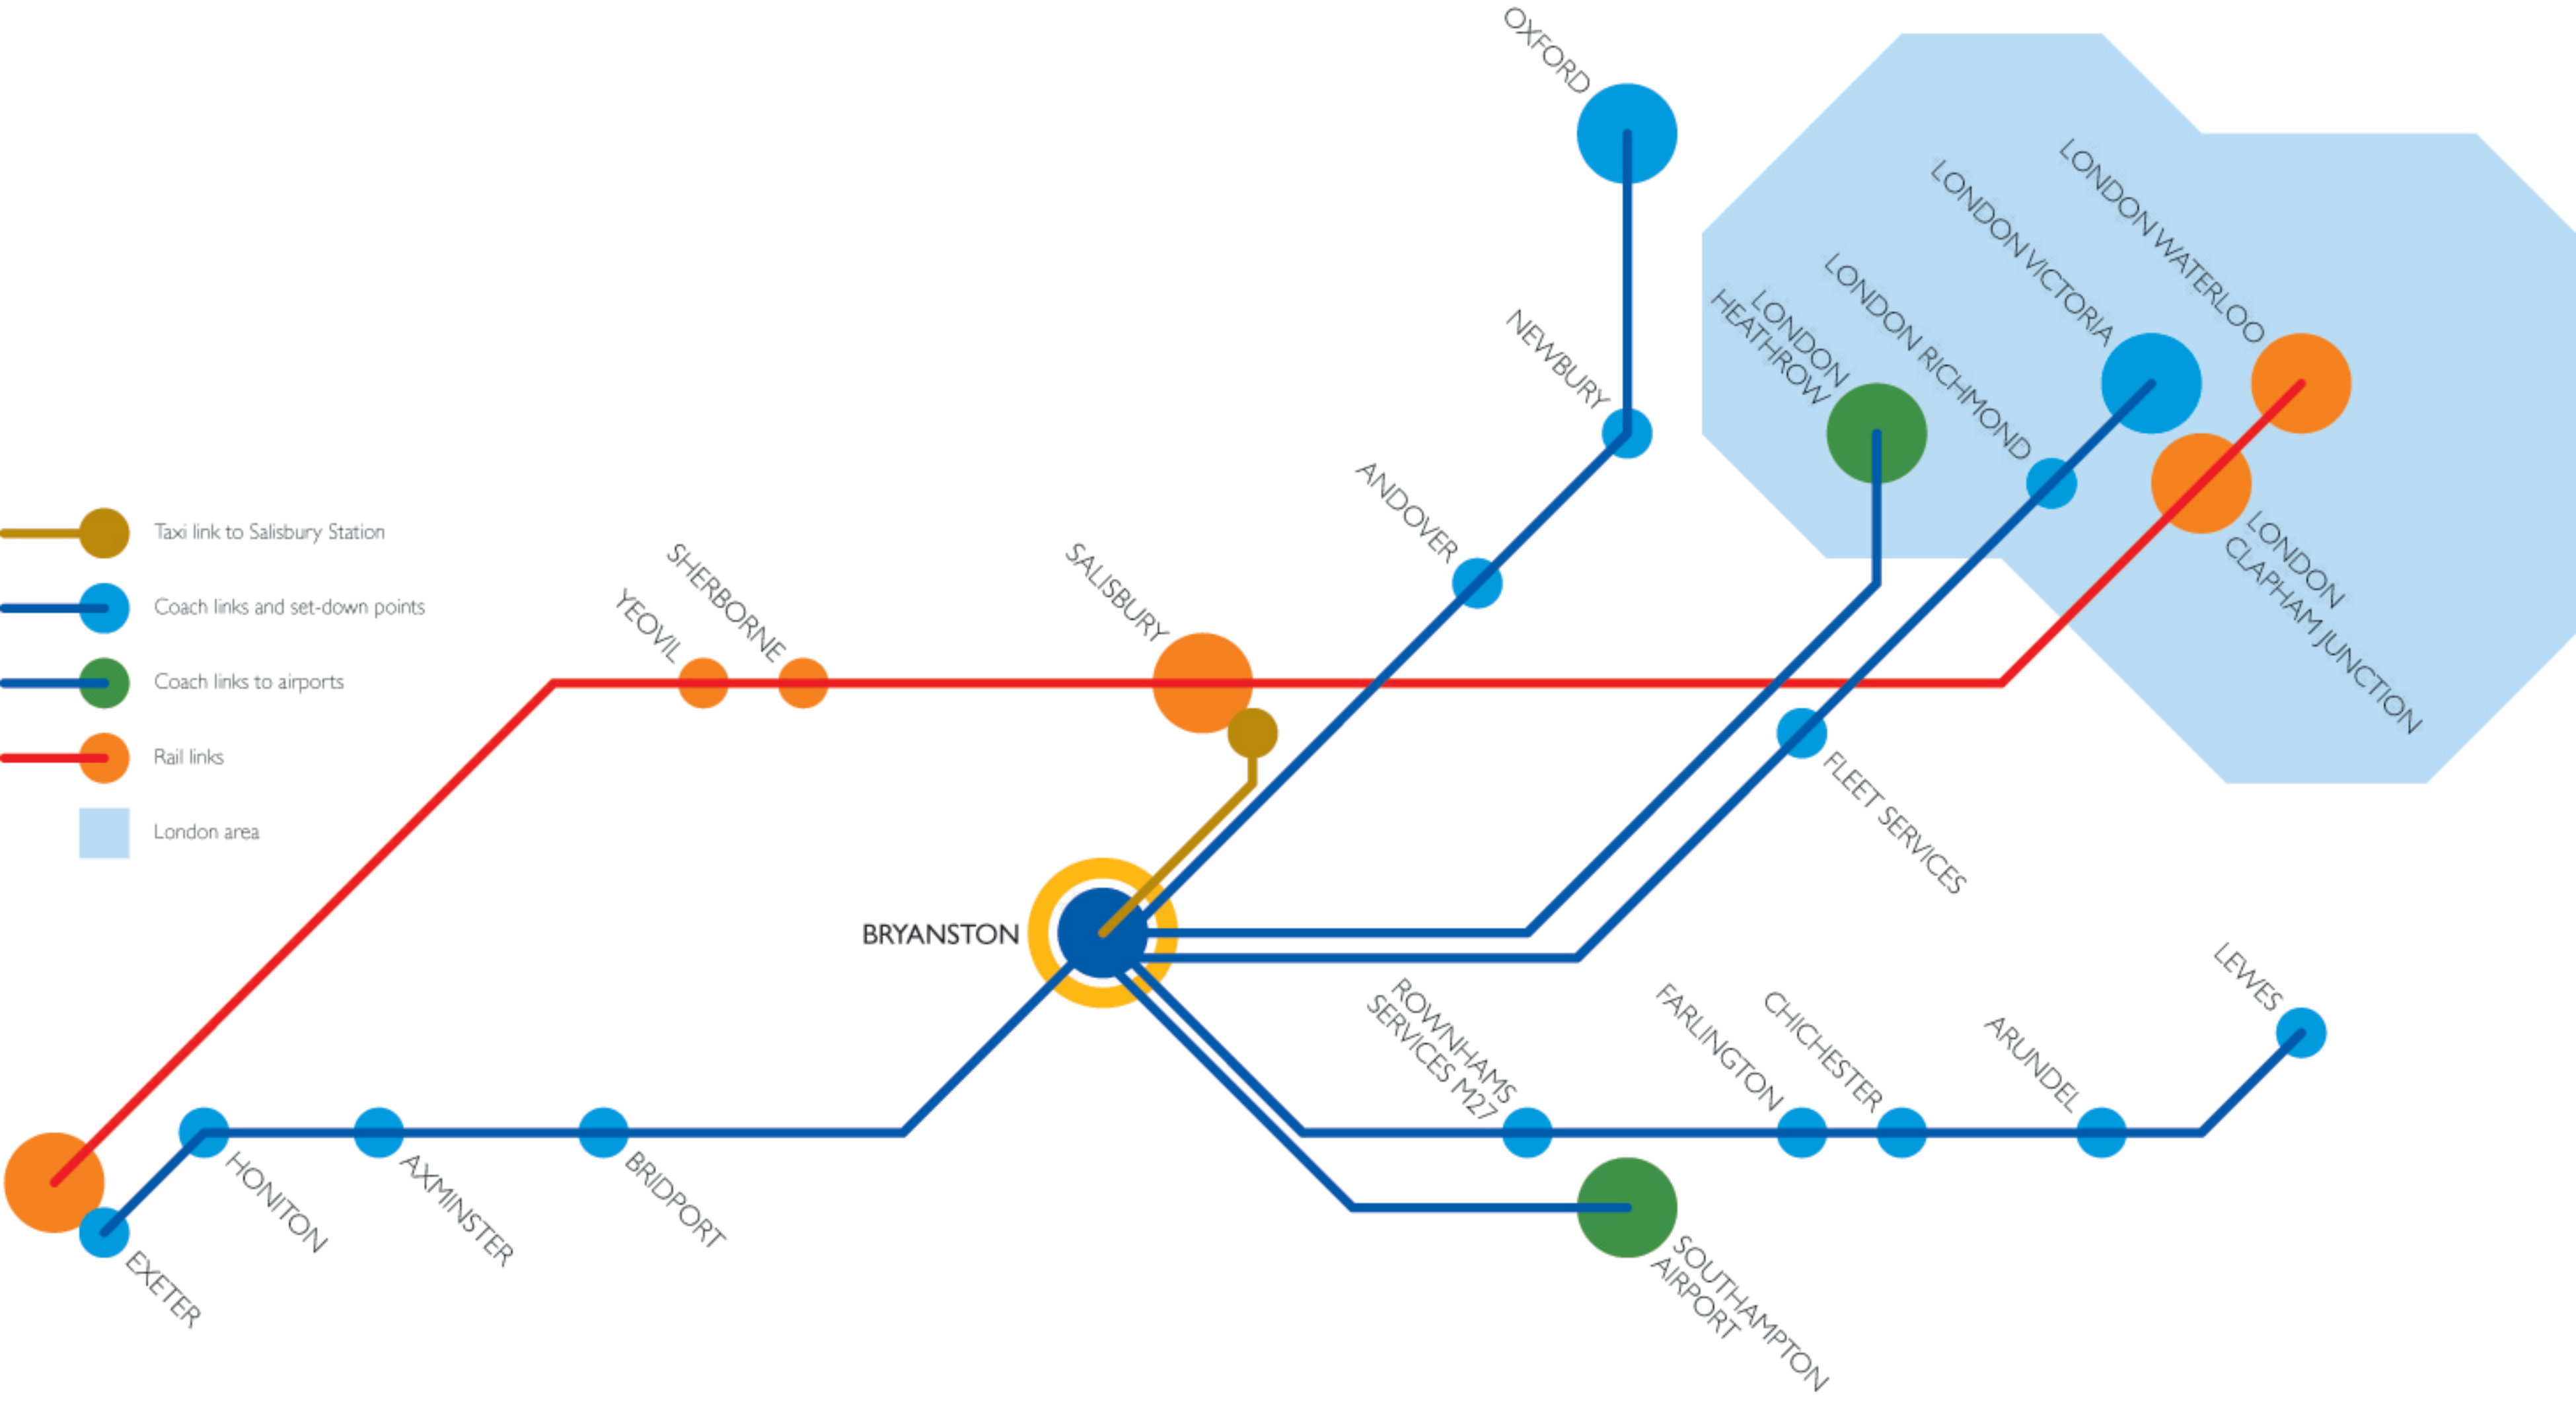 OXFORD
LONDON WATERLOO
LONDON VICTORIA
LONDON RICHMOND
LONDON
HEATHROW
NEWBURY
ANDOVER
LONDON
CLAPHAM JUNCTION
Taxi link to Salisbury Station
Coach links and set-down points
Coach links to airports
Rail links
London area
YEOVIL
SHERBORNE
SALISBURY
FLEET SERVICES
BRYANSTON
ROWNHAMS
SERVICES M27
FARLINGTON
CHICHESTER
ARUNDEL
LEWES
HONITON
AXMINSTER
BRIDPORT
EXETER
SOUTHAMPTON
AIRPORT